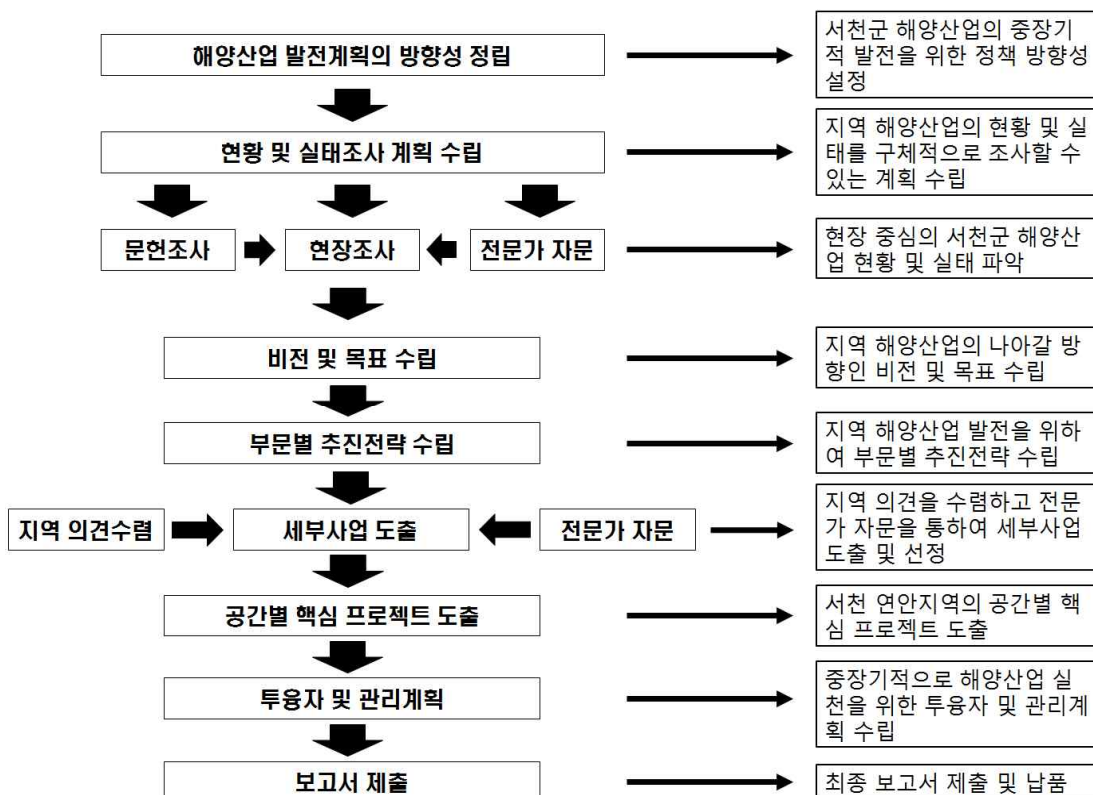 해양산업 발전계획의 방향성 정립
서천군 해양산업의 중장기
적 발전을 위한 정책 방향성
설정
현황 및 실태조사 계획 수립
지역 해양산업의 현황 및 실
태를 구체적으로 조사할 수
있는 계획 수립
문헌조사
현장조사
전문가 자문
현장 중심의 서천군 해양산
업 현황 및 실태 파악
비전 및 목표 수립
지역 해양산업의 나아갈 방
향인 비전 및 목표 수립
부문별 추진전략 수립
지역 해양산업 발전을 위하
여 부문별 추진전략 수립
지역 의견수렴
세부사업 도출
전문가 자문
지역 의견을 수렴하고 전문
가 자문을 통하여 세부사업
도출 및 선정
공간별 핵심 프로젝트 도출
서천 연안지역의 공간별 핵
심 프로젝트 도출
투융자 및 관리계획
중장기적으로 해양산업 실
천을 위한 투융자 및 관리계
획 수립
보고서 제출
최종 보고서 제출 및 납품